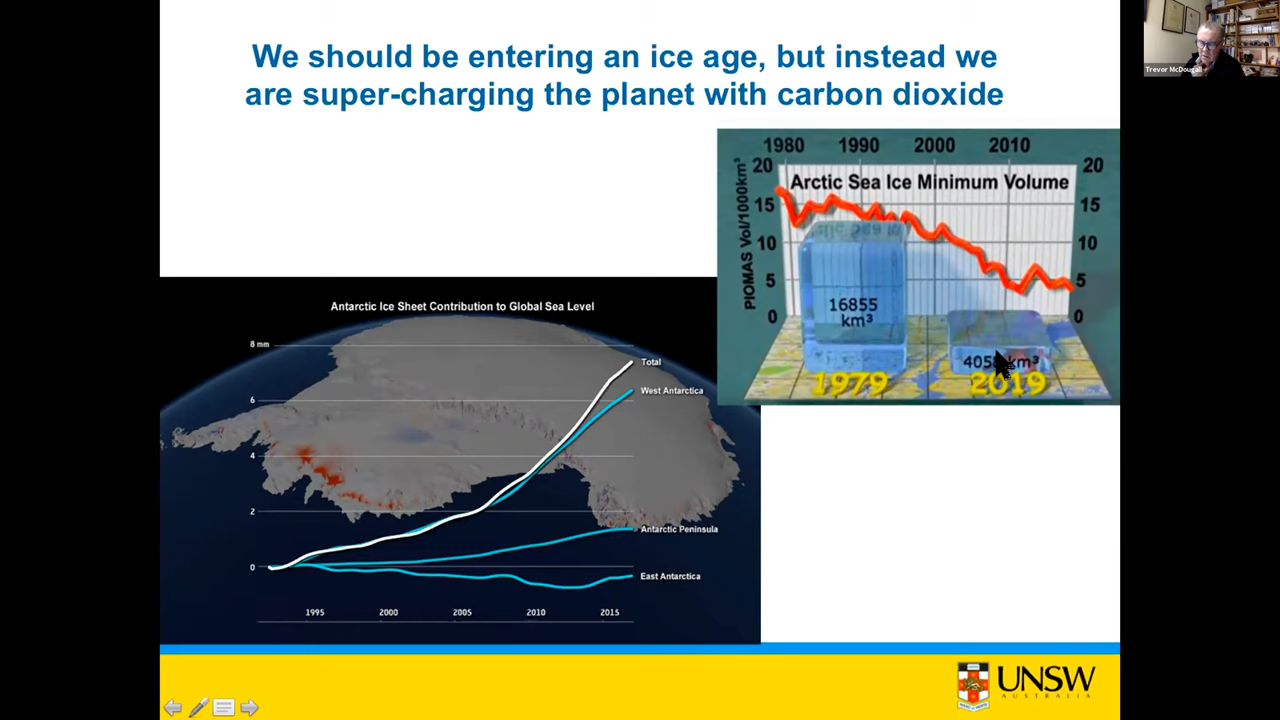 We should be entering an ice age, but instead we
are super-charging the planet with carbon dioxide
Trevor McDougall
1980 1990 2000 2010
20 20
Arctic Sea Ice Minimum Volume
PIOMAS Vol/1000km³
15 15
10 10
5 5
0 0
16855
km³
km³
1979 2019
Antarctic Ice Sheet Contribution to Global Sea Level
8 mm
Total
West Antarctica
6
4
2
Antarctic Peninsula
0
East Antarctica
1995 2000 2005 2010 2015
UNSW
AUSTRALIA